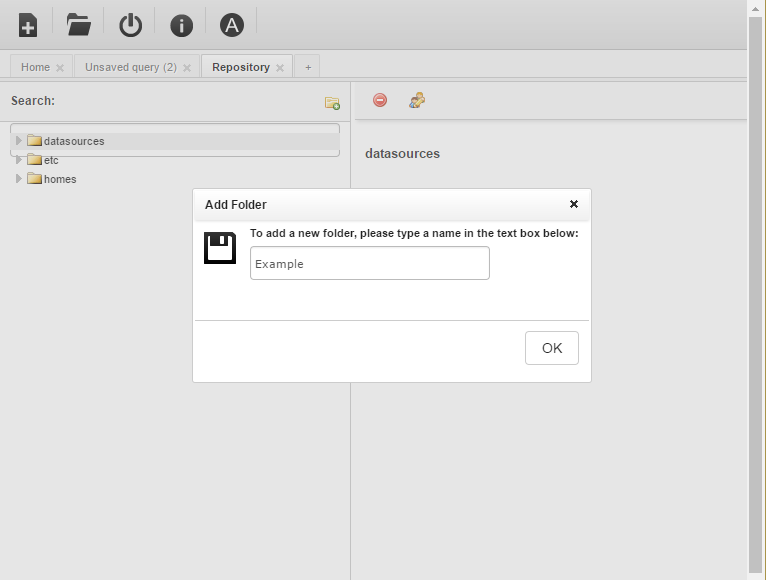 A
Home
Unsaved query (2)
Repository
+
Search:
datasources
etc
homes
datasources
Add Folder
To add a new folder, please type a name in the text box below:
Example
OK